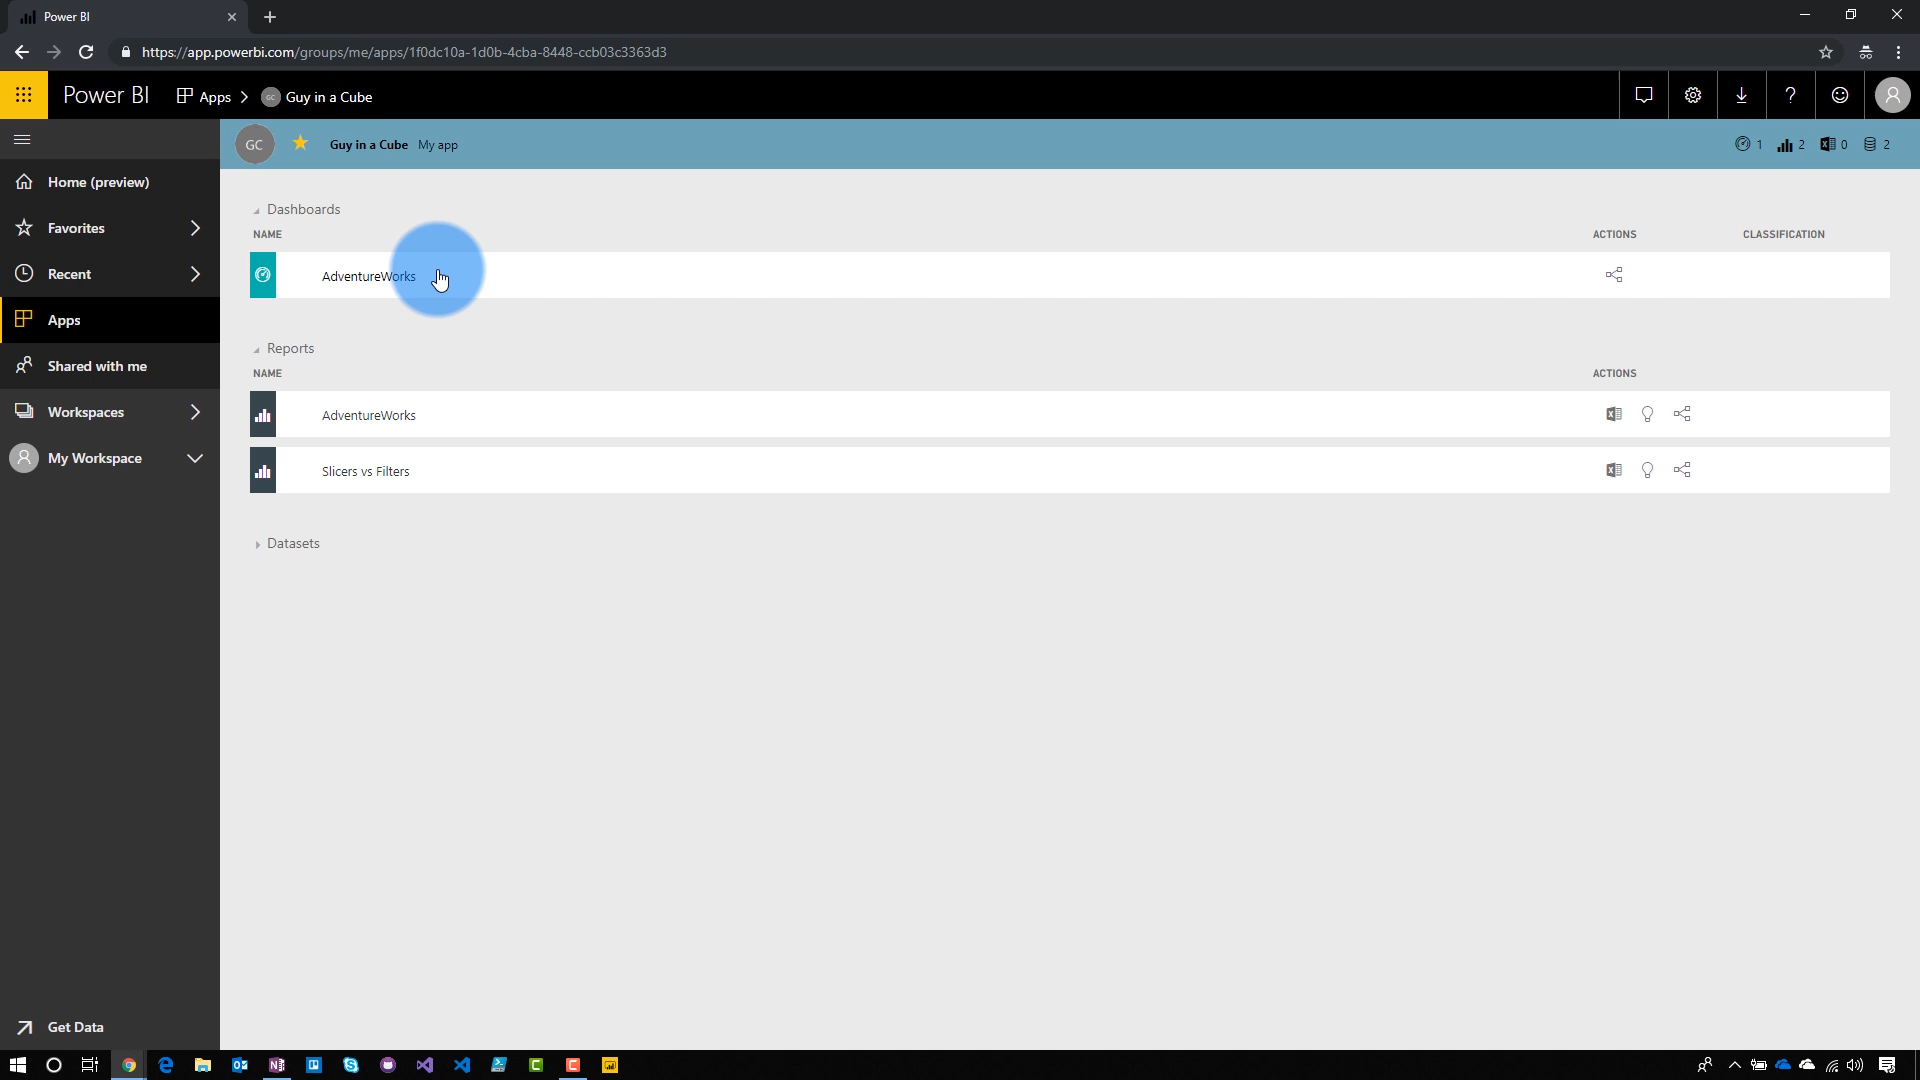 Power BI
https://app.powerbi.com/groups/me/apps/1f0dc10a-1d0b-4cba-8448-ccb03c3363d3
Power BI Apps GC Guy in a Cube
GC Guy in a Cube My app 1 2 0 2
Home (preview)
Favorites
Recent
Apps
Shared with me
Workspaces
My Workspace
Get Data
Dashboards
NAME ACTIONS CLASSIFICATION
AdventureWorks
Reports
NAME ACTIONS
AdventureWorks
Slicers vs Filters
Datasets